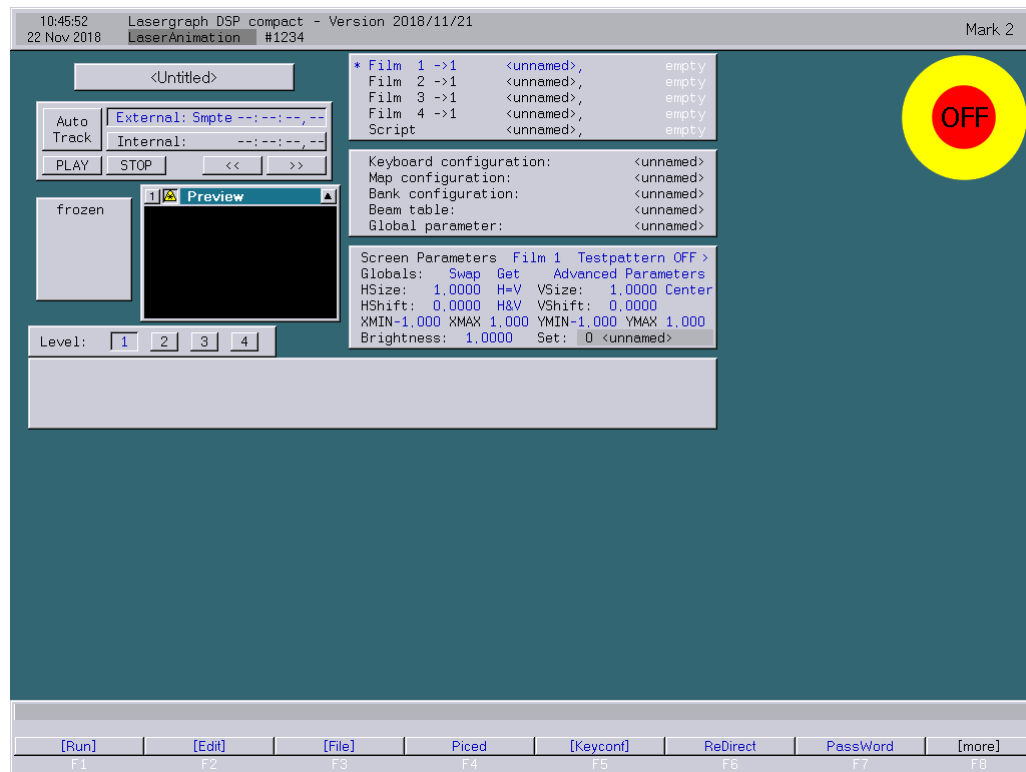 10:45:52 Lasergraph DSP compact - Version 2018/11/21
22 Nov 2018 LaserAnimation #1234
Mark 2
<Untitled>
Auto Track
External: Smpte --:--:--,--
Internal: --:--:--,--
PLAY STOP << >>
frozen
1 Preview
Level: 1 2 3 4
* Film 1 ->1 <unnamed>, empty
Film 2 ->1 <unnamed>, empty
Film 3 ->1 <unnamed>, empty
Film 4 ->1 <unnamed>, empty
Script <unnamed>, empty
Keyboard configuration: <unnamed>
Map configuration: <unnamed>
Bank configuration: <unnamed>
Beam table: <unnamed>
Global parameter: <unnamed>
Screen Parameters Film 1 Testpattern OFF >
Globals: Swap Get Advanced Parameters
HSize: 1,0000 H=V VSize: 1,0000 Center
HShift: 0,0000 H&V VShift: 0,0000
XMIN-1,000 XMAX 1,000 YMIN-1,000 YMAX 1,000
Brightness: 1,0000 Set: 0 <unnamed>
OFF
[Run] [Edit] [File] Piced [Keyconf] ReDirect PassWord [more]
F1 F2 F3 F4 F5 F6 F7 F8